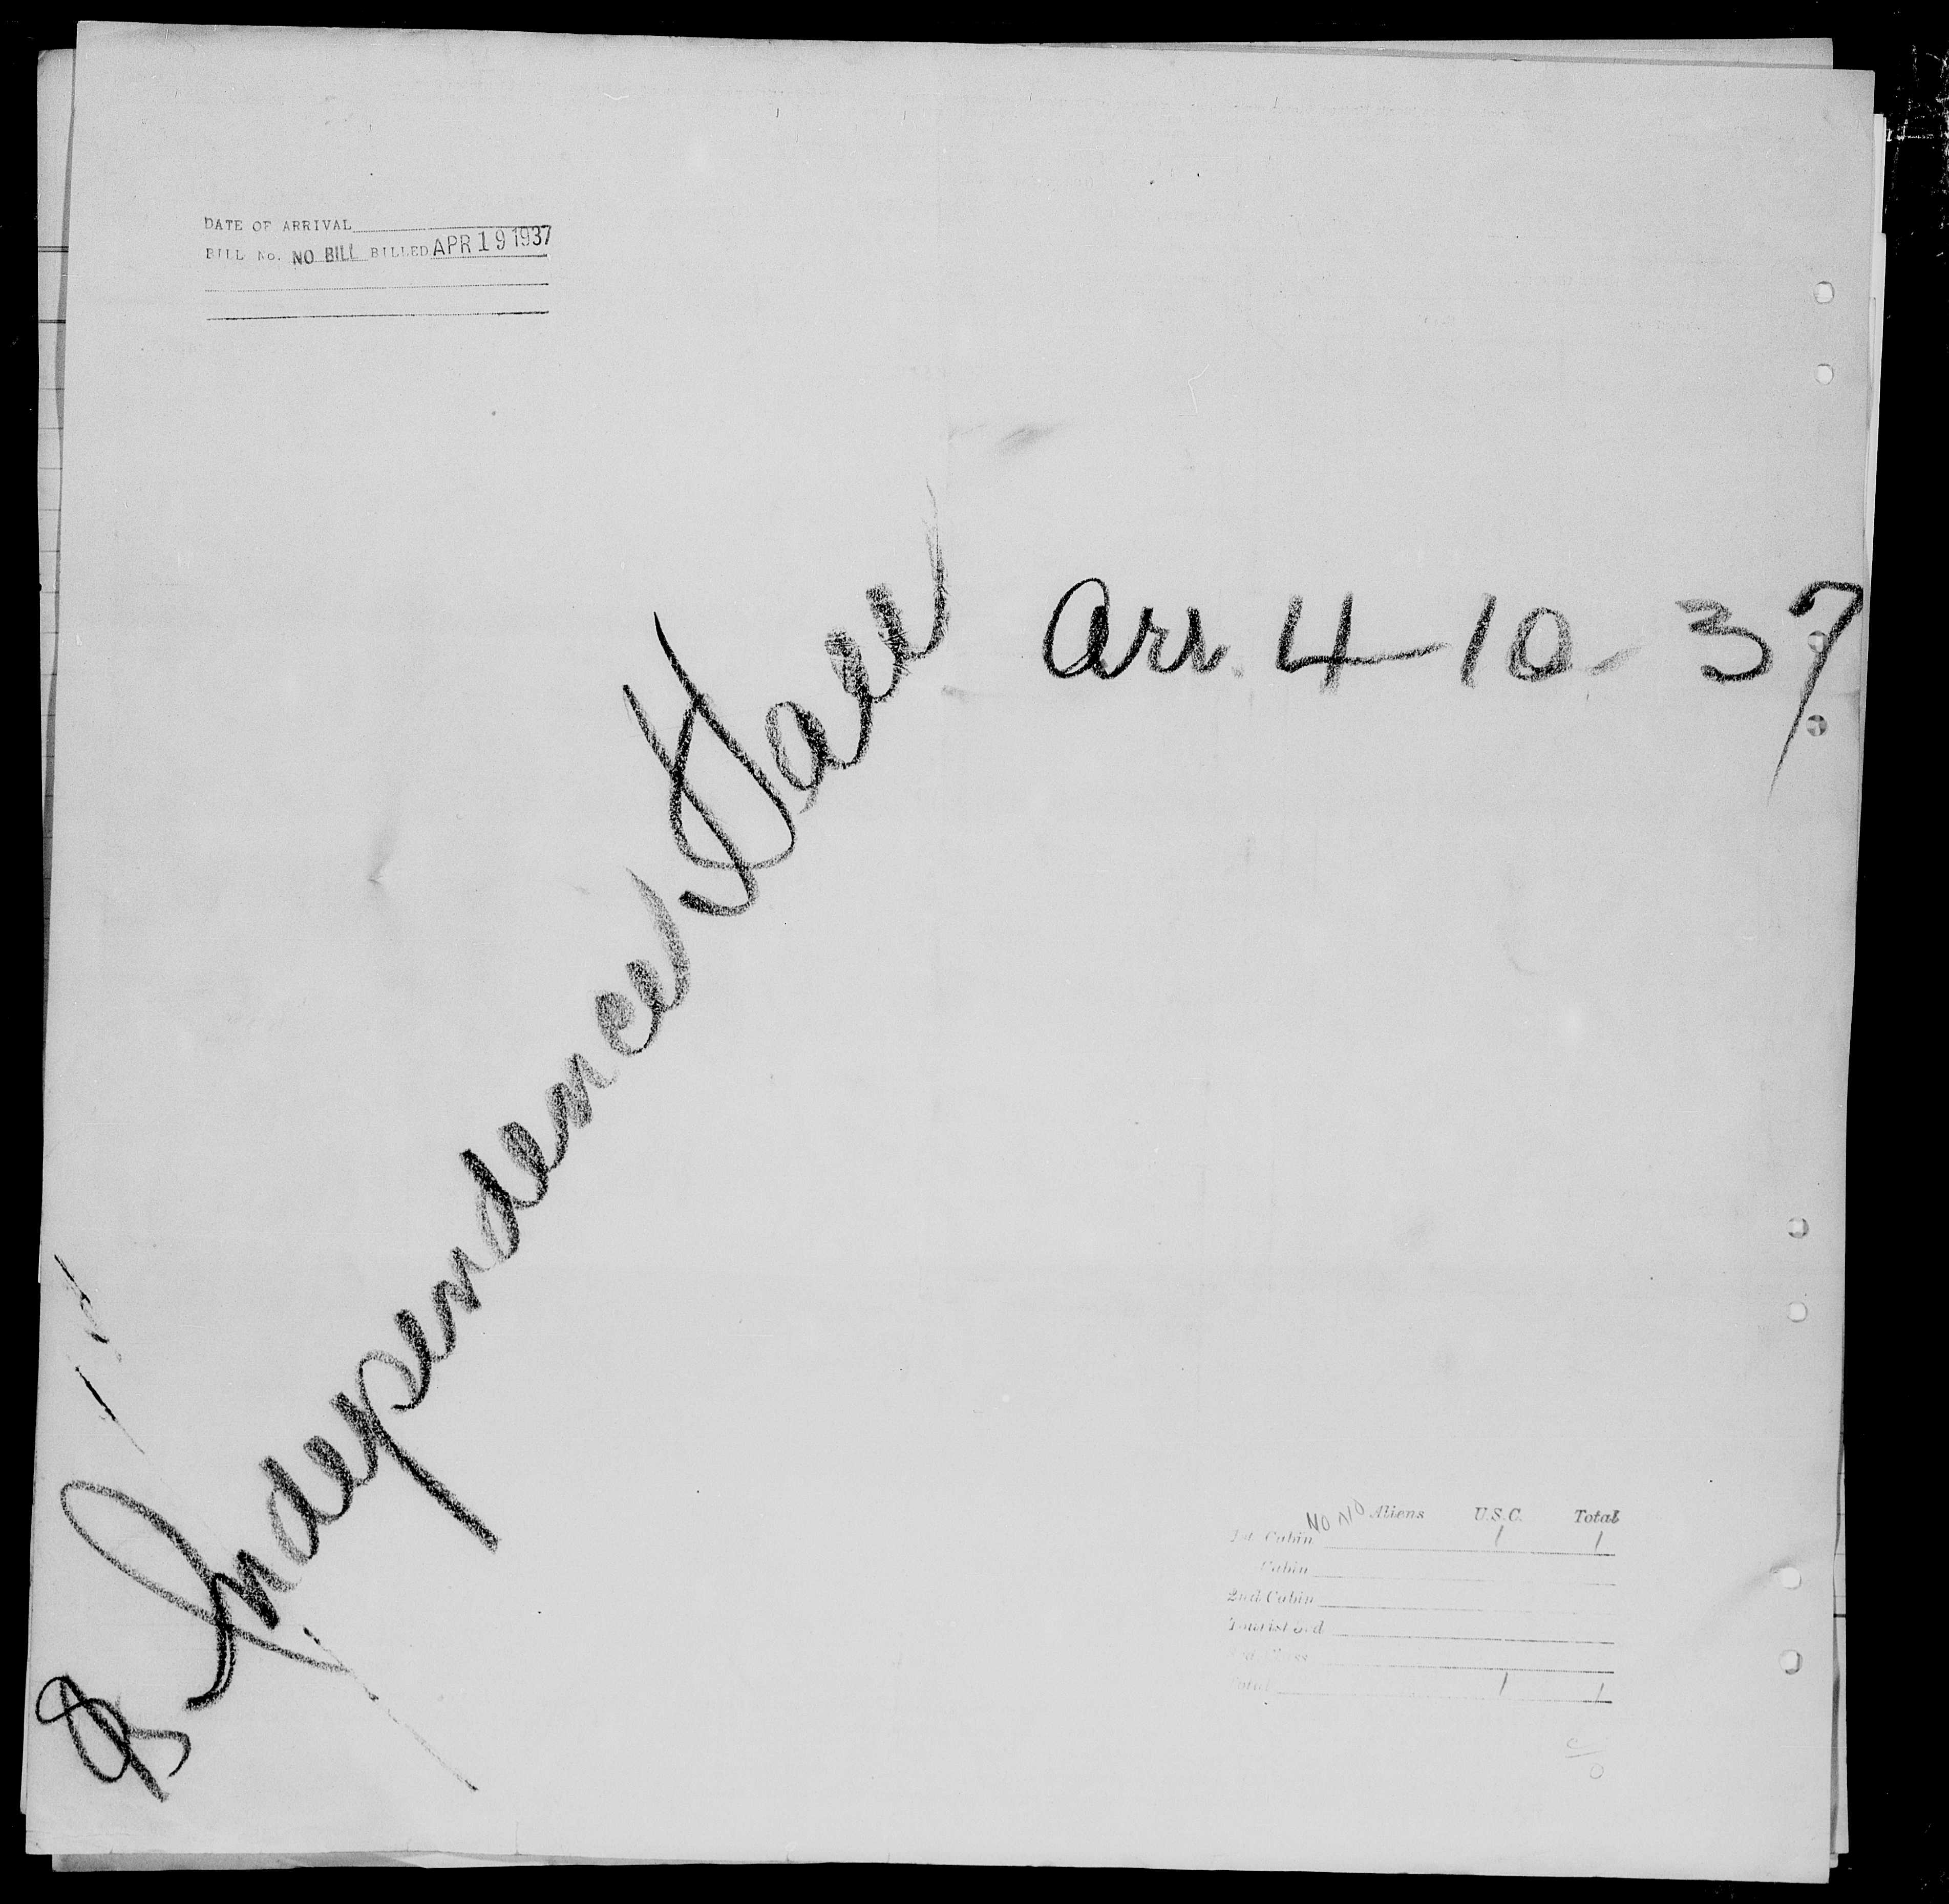 DATE OF ARRIVAL
BILL No. NO BILL BILLED APR 19 1937
Arr. 4-10-37
Independence Hall
NO NO Aliens U.S.C. Total
1st Cabin 1 1
Cabin
2nd Cabin
Tourist 3rd
Total 1 1